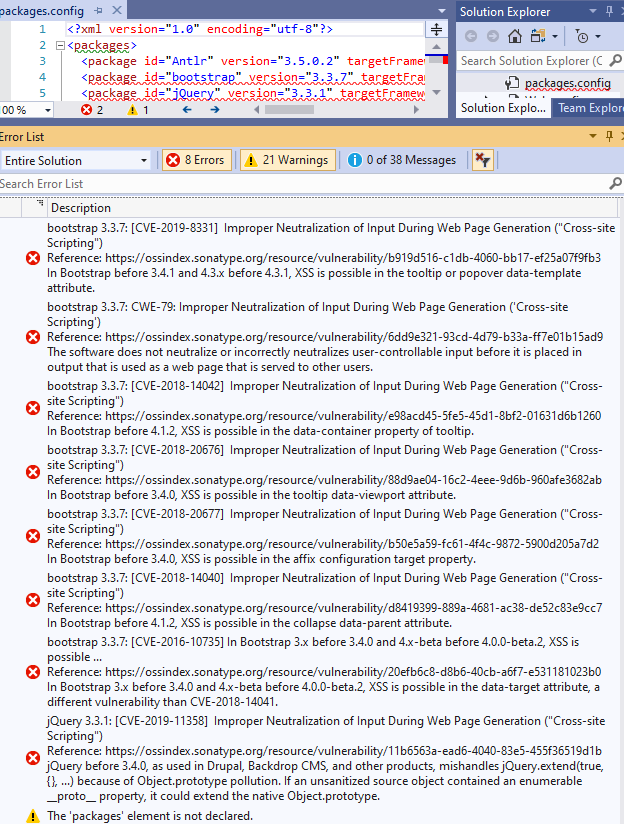 packages.config
1 <?xml version="1.0" encoding="utf-8"?>
2 <packages>
3 <package id="Antlr" version="3.5.0.2" targetFramew
4 <package id="bootstrap" version="3.3.7" targetFram
5 <package id="jQuery" version="3.3.1" targetFramewo
00 % 2 1
Solution Explorer
Search Solution Explorer (C
packages.config
Solution Explo... Team Explore
Error List
Entire Solution 8 Errors 21 Warnings 0 of 38 Messages
Search Error List
Description
bootstrap 3.3.7: [CVE-2019-8331] Improper Neutralization of Input During Web Page Generation ("Cross-site
Scripting")
Reference: https://ossindex.sonatype.org/resource/vulnerability/b919d516-c1db-4060-bb17-ef25a07f9fb3
In Bootstrap before 3.4.1 and 4.3.x before 4.3.1, XSS is possible in the tooltip or popover data-template
attribute.
bootstrap 3.3.7: CWE-79: Improper Neutralization of Input During Web Page Generation ('Cross-site
Scripting')
Reference: https://ossindex.sonatype.org/resource/vulnerability/6dd9e321-93cd-4d79-b33a-ff7e01b15ad9
The software does not neutralize or incorrectly neutralizes user-controllable input before it is placed in
output that is used as a web page that is served to other users.
bootstrap 3.3.7: [CVE-2018-14042] Improper Neutralization of Input During Web Page Generation ("Cross-
site Scripting")
Reference: https://ossindex.sonatype.org/resource/vulnerability/e98acd45-5fe5-45d1-8bf2-01631d6b1260
In Bootstrap before 4.1.2, XSS is possible in the data-container property of tooltip.
bootstrap 3.3.7: [CVE-2018-20676] Improper Neutralization of Input During Web Page Generation ("Cross-
site Scripting")
Reference: https://ossindex.sonatype.org/resource/vulnerability/88d9ae04-16c2-4eee-9d6b-960afe3682ab
In Bootstrap before 3.4.0, XSS is possible in the tooltip data-viewport attribute.
bootstrap 3.3.7: [CVE-2018-20677] Improper Neutralization of Input During Web Page Generation ("Cross-
site Scripting")
Reference: https://ossindex.sonatype.org/resource/vulnerability/b50e5a59-fc61-4f4c-9872-5900d205a7d2
In Bootstrap before 3.4.0, XSS is possible in the affix configuration target property.
bootstrap 3.3.7: [CVE-2018-14040] Improper Neutralization of Input During Web Page Generation ("Cross-
site Scripting")
Reference: https://ossindex.sonatype.org/resource/vulnerability/d8419399-889a-4681-ac38-de52c83e9cc7
In Bootstrap before 4.1.2, XSS is possible in the collapse data-parent attribute.
bootstrap 3.3.7: [CVE-2016-10735] In Bootstrap 3.x before 3.4.0 and 4.x-beta before 4.0.0-beta.2, XSS is
possible ...
Reference: https://ossindex.sonatype.org/resource/vulnerability/20efb6c8-d8b6-40cb-a6f7-e531181023b0
In Bootstrap 3.x before 3.4.0 and 4.x-beta before 4.0.0-beta.2, XSS is possible in the data-target attribute, a
different vulnerability than CVE-2018-14041.
jQuery 3.3.1: [CVE-2019-11358] Improper Neutralization of Input During Web Page Generation ("Cross-site
Scripting")
Reference: https://ossindex.sonatype.org/resource/vulnerability/11b6563a-ead6-4040-83e5-455f36519d1b
jQuery before 3.4.0, as used in Drupal, Backdrop CMS, and other products, mishandles jQuery.extend(true,
{}, ...) because of Object.prototype pollution. If an unsanitized source object contained an enumerable
__proto__ property, it could extend the native Object.prototype.
The 'packages' element is not declared.